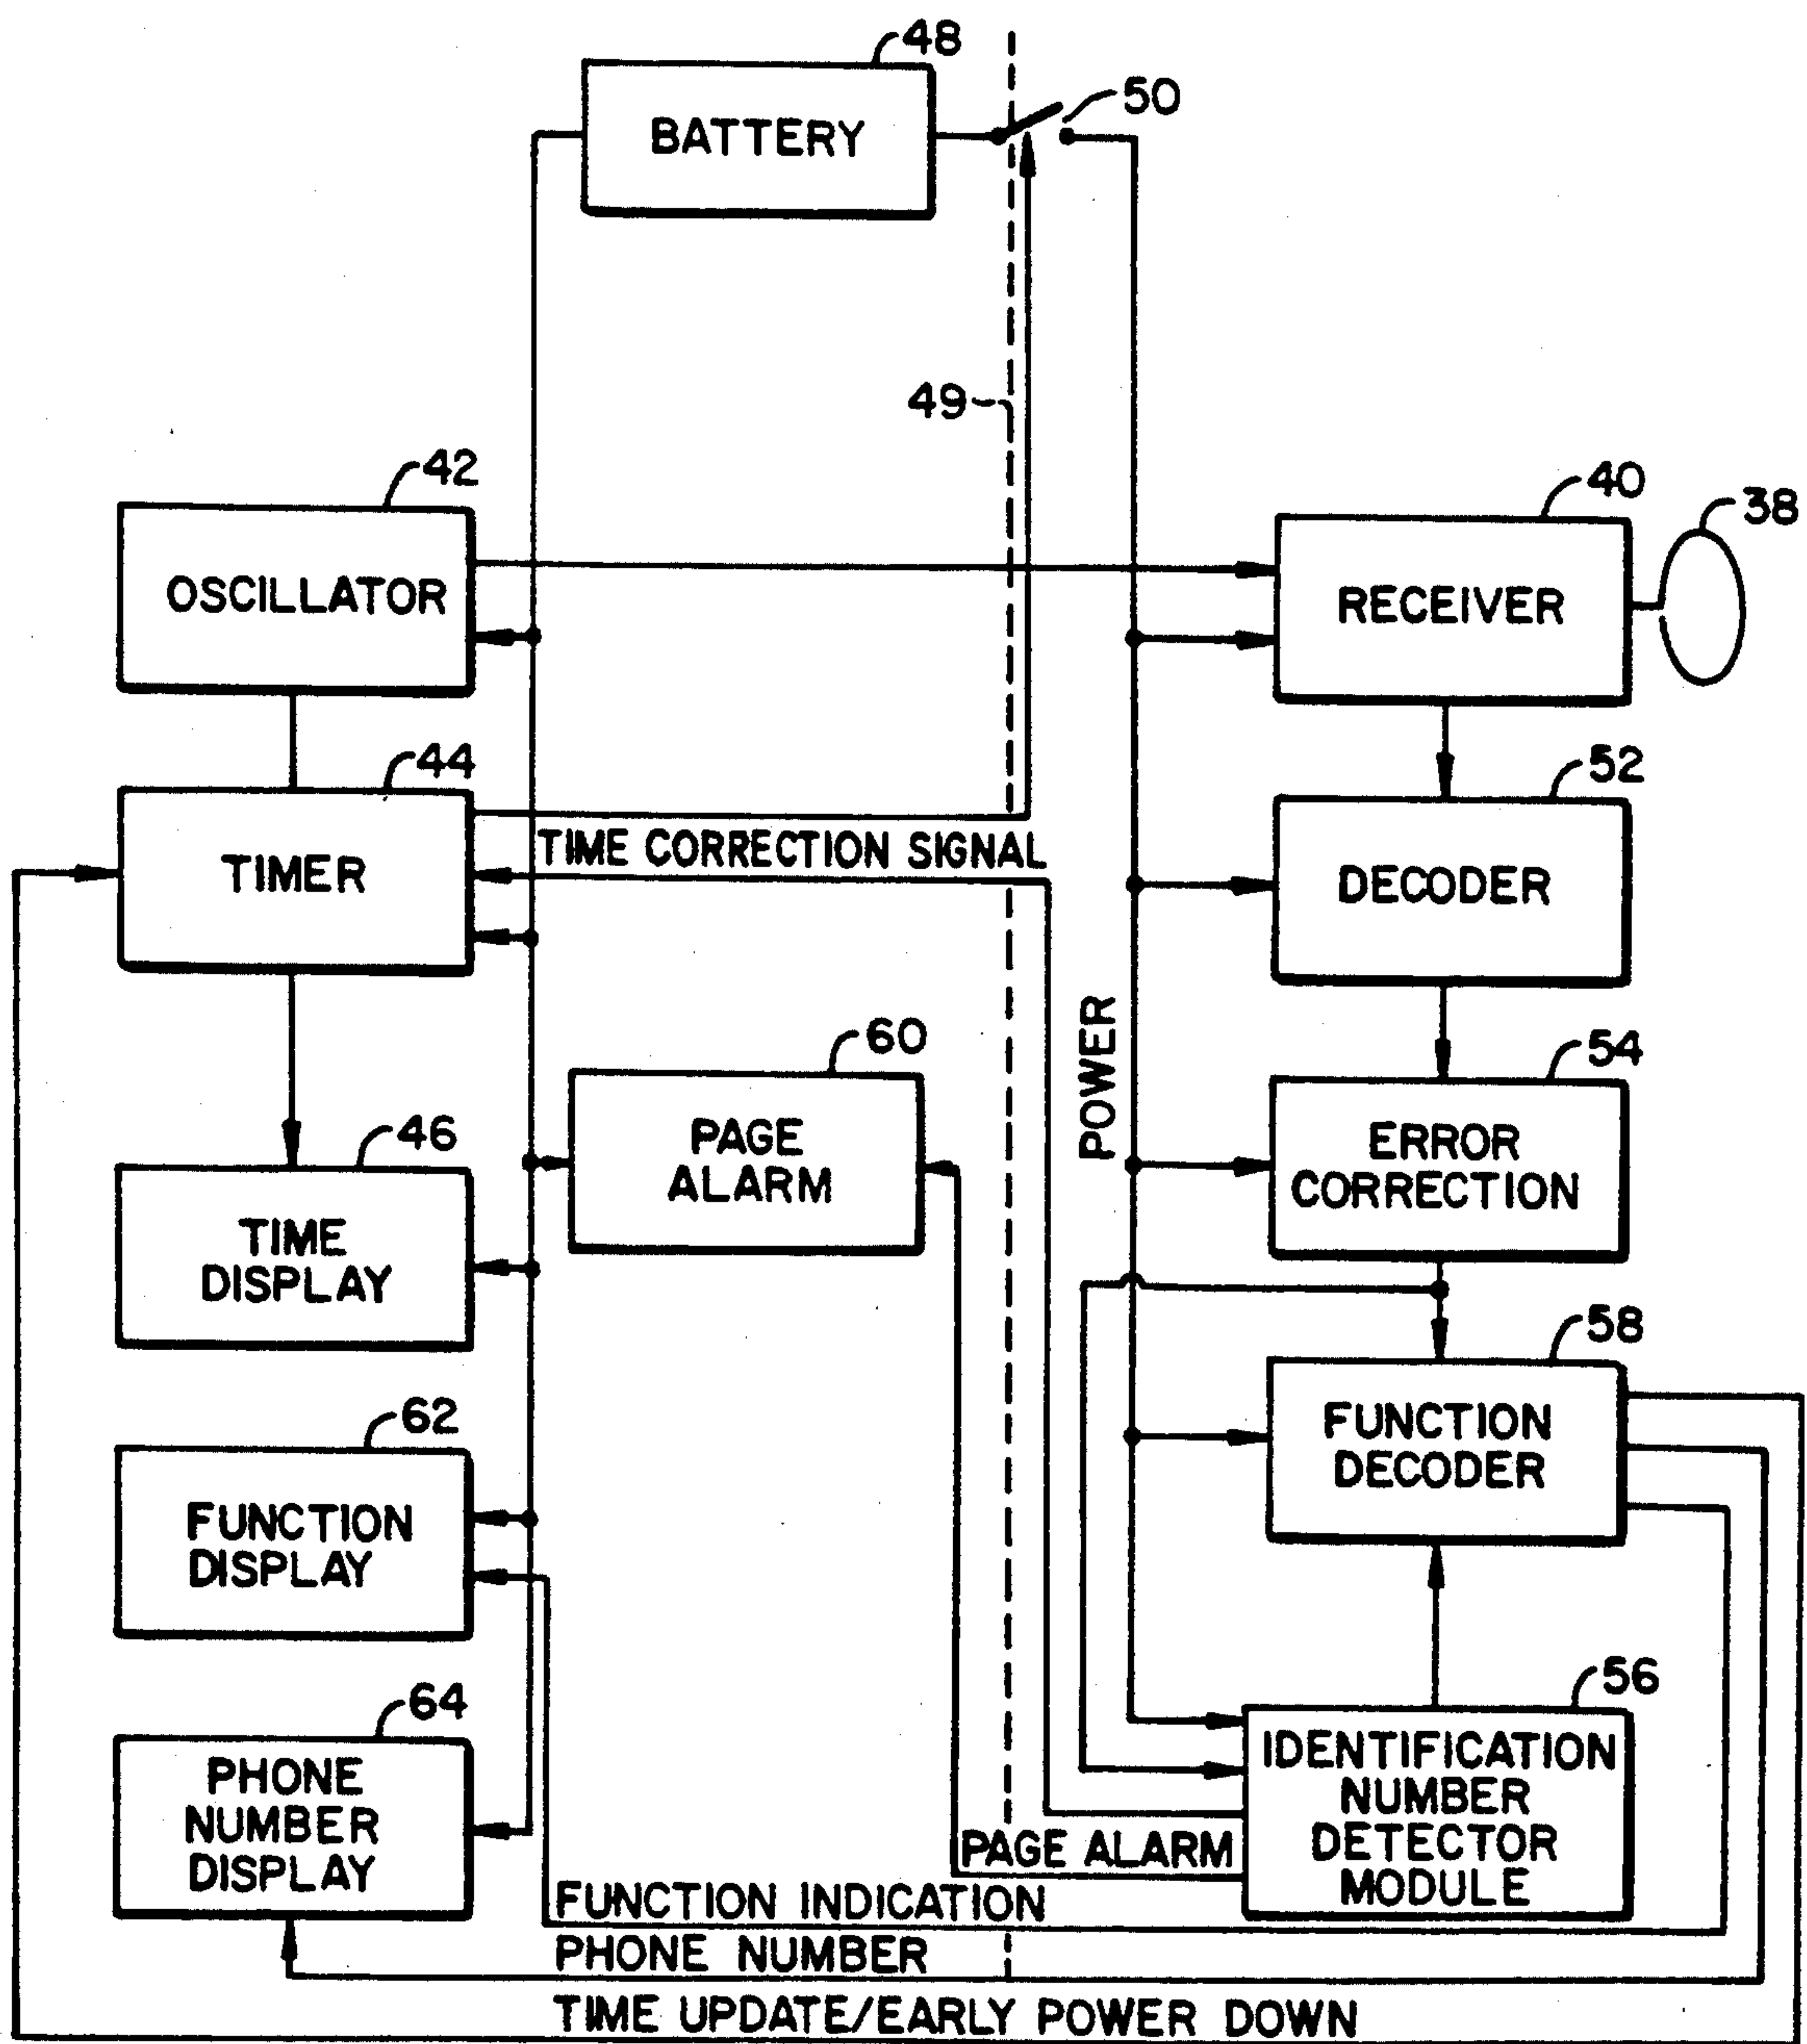 48
BATTERY
50
49
42
OSCILLATOR
40
38
RECEIVER
44
TIMER
TIME CORRECTION SIGNAL
52
DECODER
60
PAGE
ALARM
POWER
54
ERROR
CORRECTION
46
TIME
DISPLAY
58
FUNCTION
DECODER
62
FUNCTION
DISPLAY
56
IDENTIFICATION
NUMBER
DETECTOR
MODULE
64
PHONE
NUMBER
DISPLAY
PAGE ALARM
FUNCTION INDICATION
PHONE NUMBER
TIME UPDATE/EARLY POWER DOWN